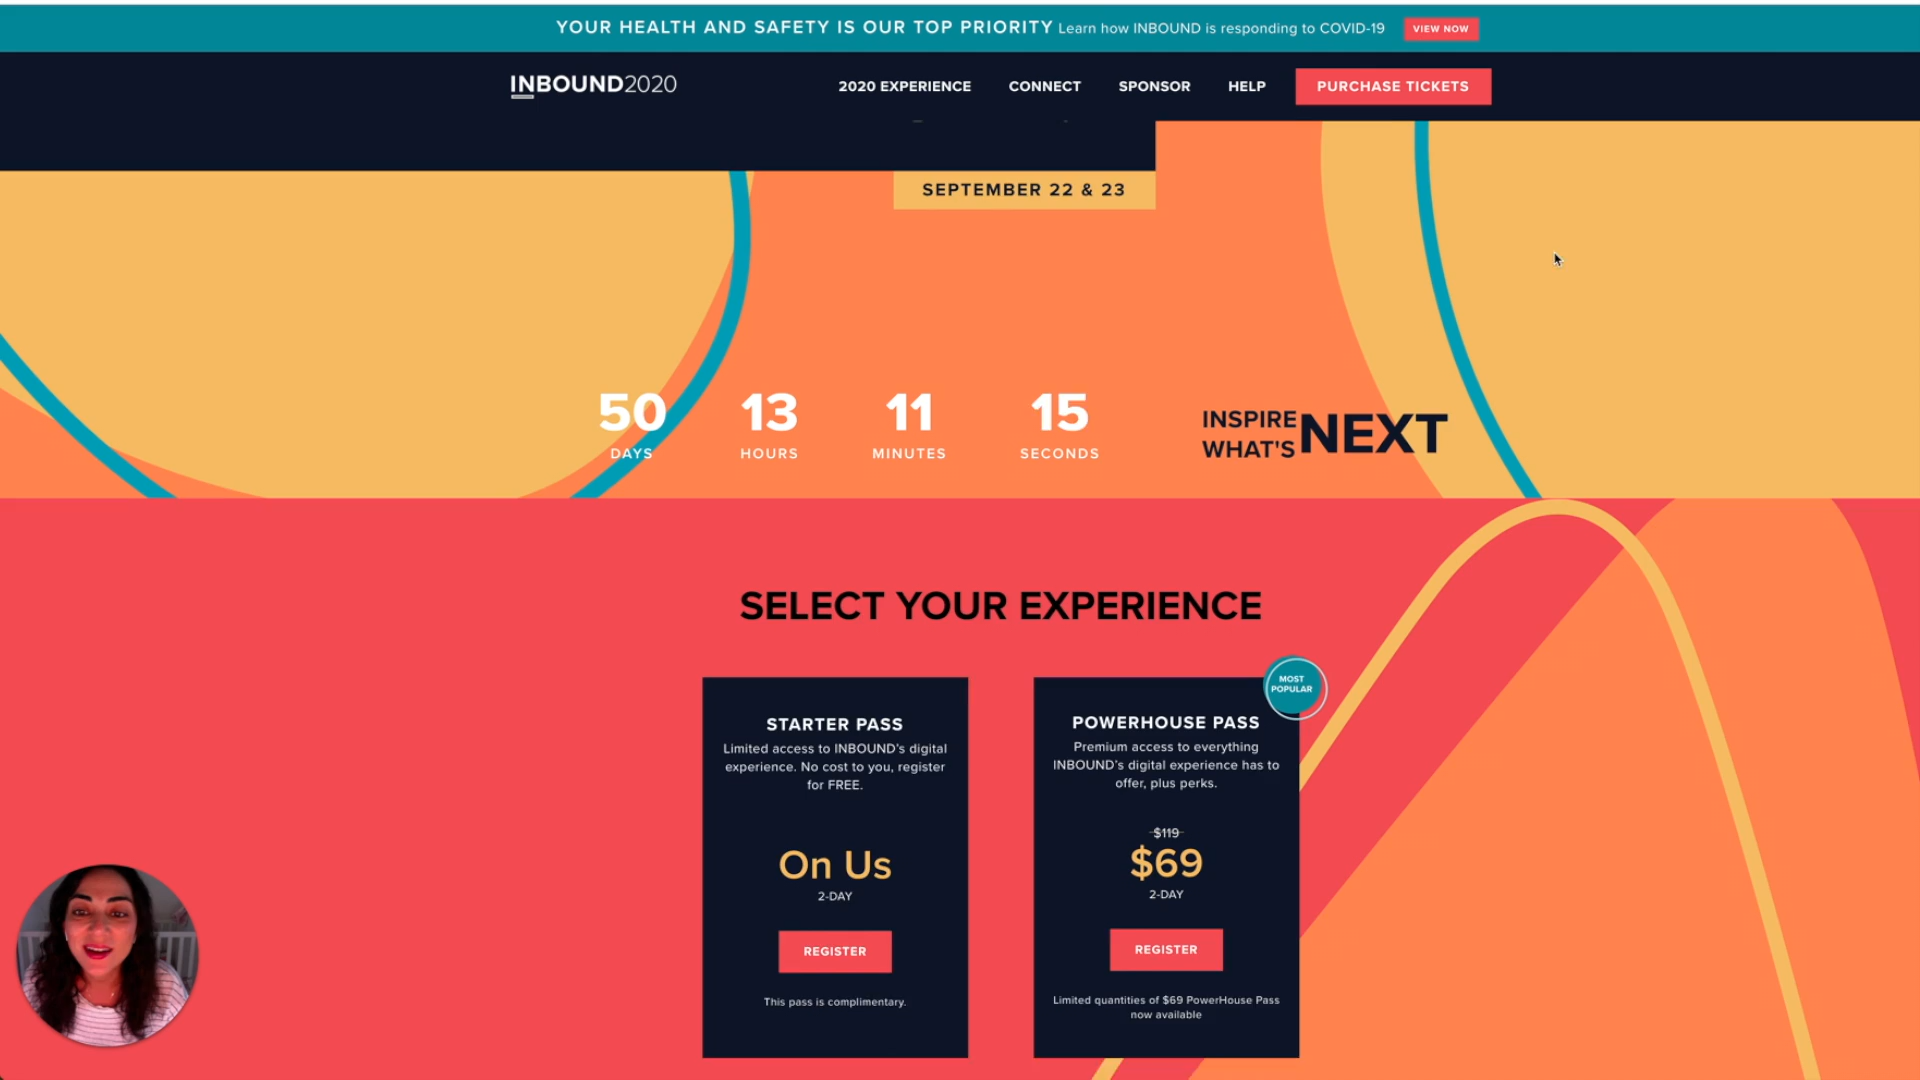 YOUR HEALTH AND SAFETY IS OUR TOP PRIORITY Learn how INBOUND is responding to COVID-19 VIEW NOW
INBOUND2020 2020 EXPERIENCE CONNECT SPONSOR HELP PURCHASE TICKETS
SEPTEMBER 22 & 23
50 13 11 15
DAYS HOURS MINUTES SECONDS
INSPIRE
WHAT'S NEXT
SELECT YOUR EXPERIENCE
STARTER PASS
Limited access to INBOUND's digital
experience. No cost to you, register
for FREE.
On Us
2-DAY
REGISTER
This pass is complimentary.
MOST
POPULAR
POWERHOUSE PASS
Premium access to everything
INBOUND's digital experience has to
offer, plus perks.
$119
$69
2-DAY
REGISTER
Limited quantities of $69 PowerHouse Pass
now available